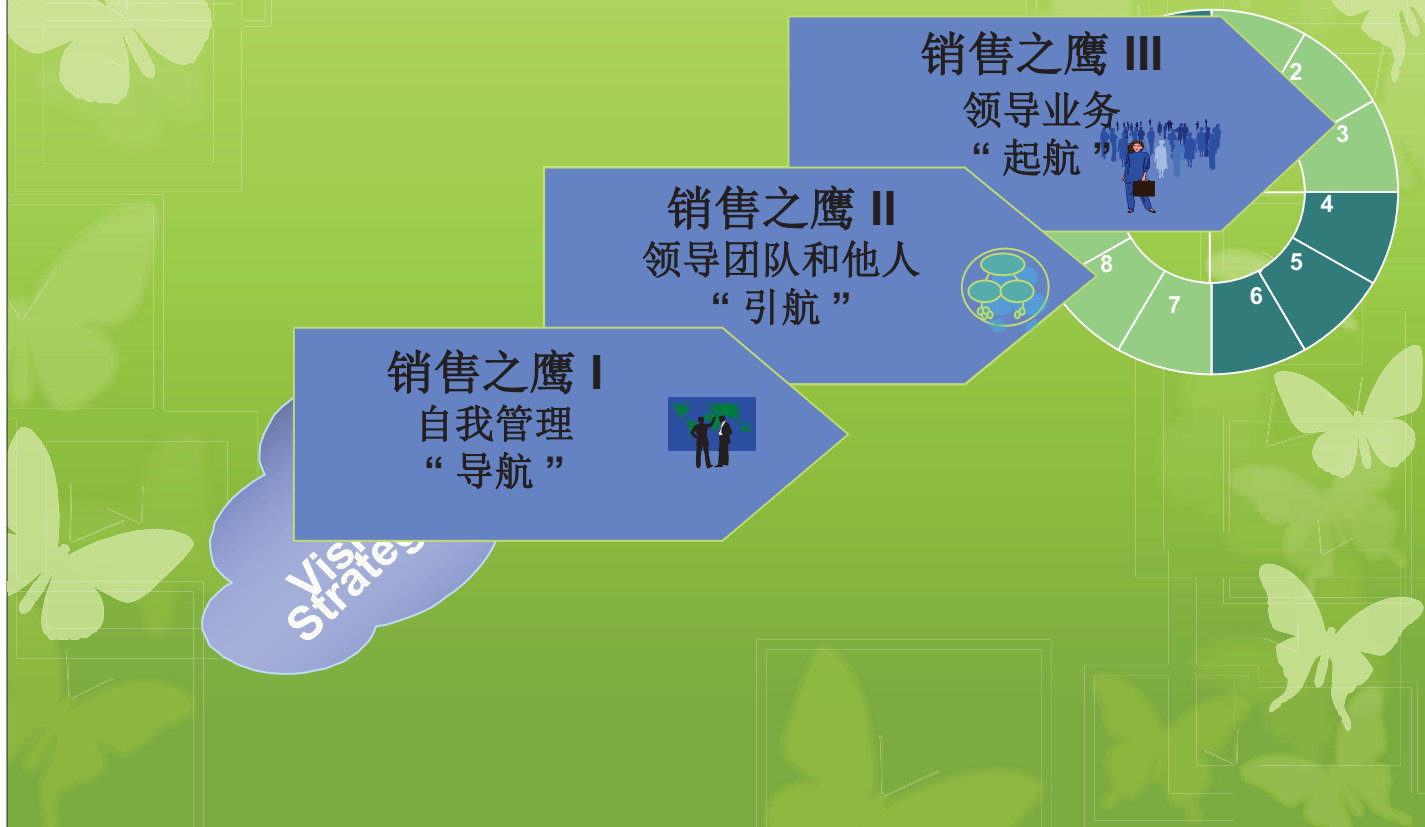 销售之鹰 III
领导业务
“ 起航 ”
销售之鹰 II
领导团队和他人
“ 引航 ”
销售之鹰 I
自我管理
“ 导航 ”
2
3
4
5
6
7
8